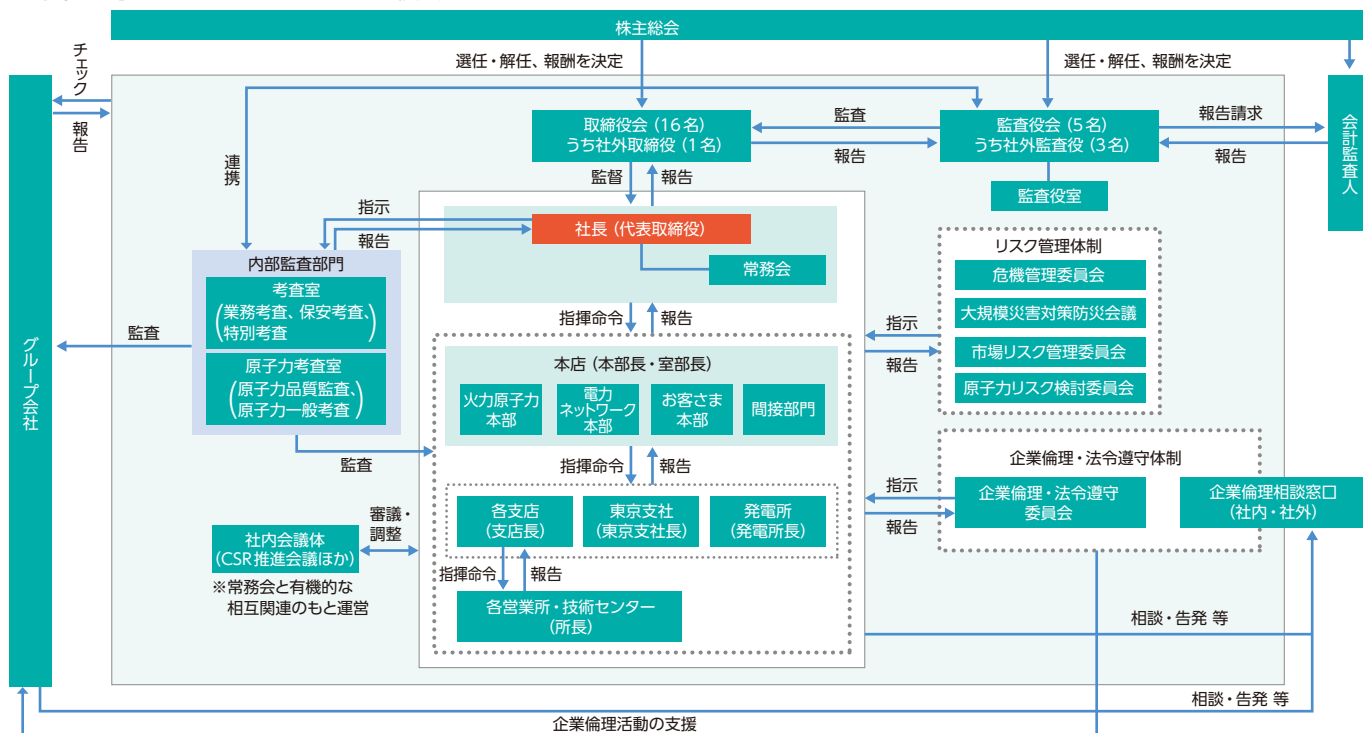 株主総会
チェック
報告
選任・解任、報酬を決定
選任・解任、報酬を決定
グループ会社
会計監査人
取締役会（16名）
うち社外取締役（1名）
監査
報告
監査役会（5名）
うち社外監査役（3名）
報告請求
報告
監査役室
連携
監督
報告
指示
報告
社長（代表取締役）
常務会
内部監査部門
考査室
（業務考査、保安考査、
特別考査）
原子力考査室
（原子力品質監査、
原子力一般考査）
監査
監査
指揮命令
報告
本店（本部長・室部長）
火力原子力
本部
電力
ネットワーク
本部
お客さま
本部
間接部門
指揮命令
報告
各支店
（支店長）
東京支社
（東京支社長）
発電所
（発電所長）
指揮命令
報告
各営業所・技術センター
（所長）
審議・
調整
社内会議体
（CSR推進会議ほか）
※常務会と有機的な
相互関連のもと運営
指示
報告
リスク管理体制
危機管理委員会
大規模災害対策防災会議
市場リスク管理委員会
原子力リスク検討委員会
指示
報告
企業倫理・法令遵守体制
企業倫理・法令遵守
委員会
企業倫理相談窓口
（社内・社外）
相談・告発 等
相談・告発 等
企業倫理活動の支援